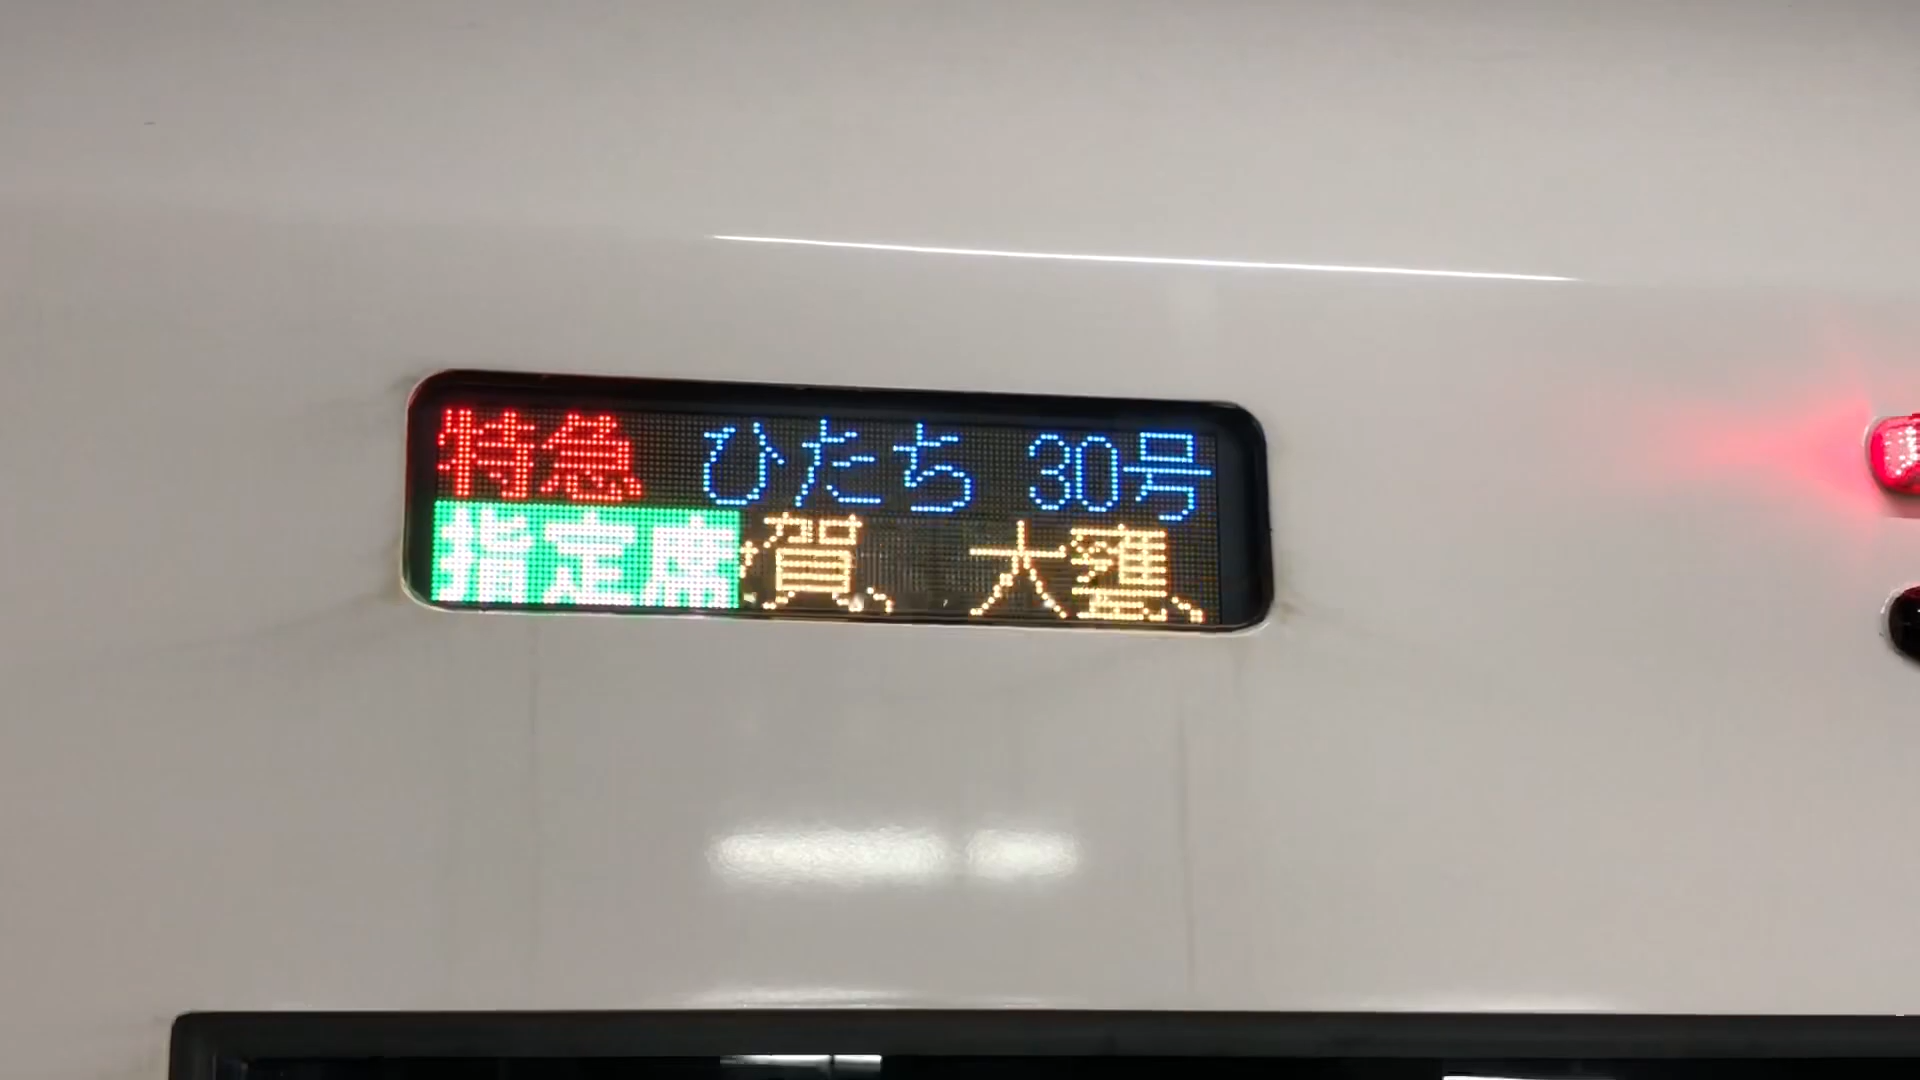 特急 ひたち 30号
指定席 賀、 大甕、